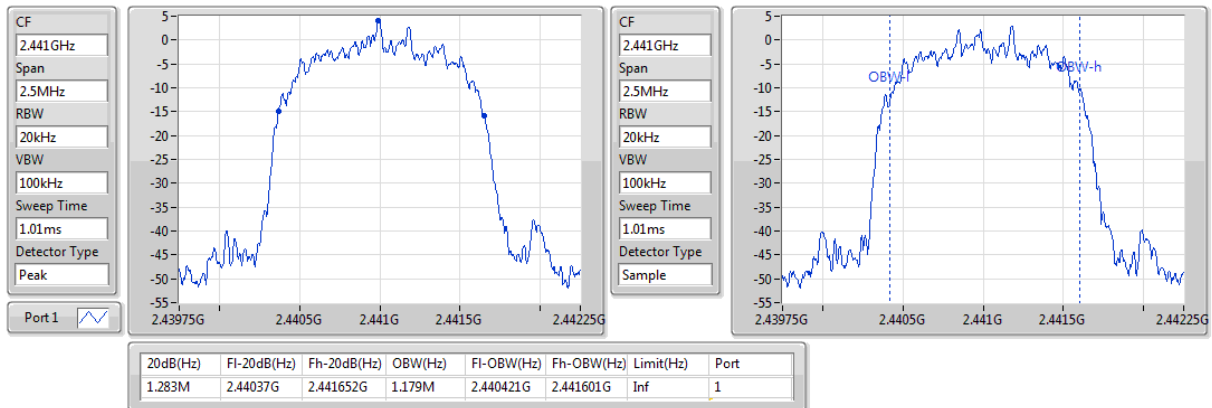 CF
2.441GHz
Span
2.5MHz
RBW
20kHz
VBW
100kHz
Sweep Time
1.01ms
Detector Type
Peak
Port 1
5-
0-
-5-
-10-
-15-
-20-
-25-
-30-
-35-
-40-
-45-
-50-
-55-
2.43975G 2.4405G 2.441G 2.4415G 2.44225G
CF
2.441GHz
Span
2.5MHz
RBW
20kHz
VBW
100kHz
Sweep Time
1.01ms
Detector Type
Sample
5-
0-
-5-
-10-
-15-
-20-
-25-
-30-
-35-
-40-
-45-
-50-
-55-
OBW-l OBW-h
2.43975G 2.4405G 2.441G 2.4415G 2.44225G
20dB(Hz) Fl-20dB(Hz) Fh-20dB(Hz) OBW(Hz) Fl-OBW(Hz) Fh-OBW(Hz) Limit(Hz) Port
1.283M 2.44037G 2.441652G 1.179M 2.440421G 2.441601G Inf 1